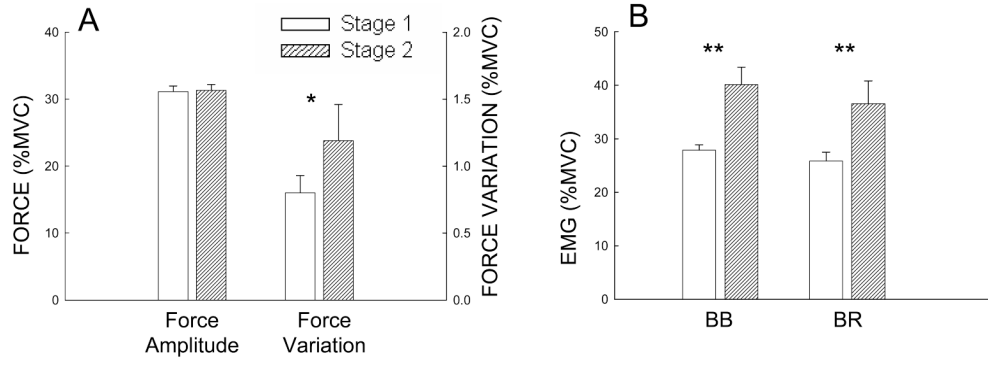 A
Stage 1
Stage 2
FORCE (%MVC)
40
30
20
10
0
*
FORCE VARIATION (%MVC)
2.0
1.5
1.0
0.5
0.0
Force
Amplitude
Force
Variation
B
EMG (%MVC)
50
40
30
20
10
0
**
**
BB
BR